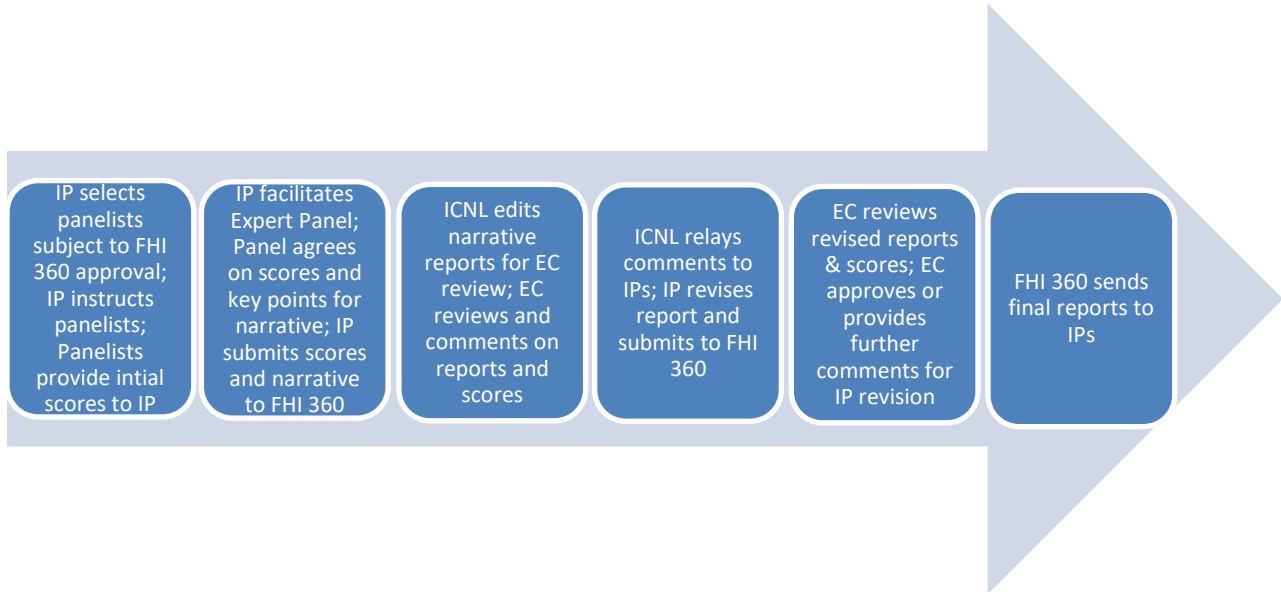 IP selects
panelists
subject to FHI
360 approval;
IP instructs
panelists;
Panelists
provide intial
scores to IP
IP facilitates
Expert Panel;
Panel agrees
on scores and
key points for
narrative; IP
submits scores
and narrative
to FHI 360
ICNL edits
narrative
reports for EC
review; EC
reviews and
comments on
reports and
scores
ICNL relays
comments to
IPs; IP revises
report and
submits to FHI
360
EC reviews
revised reports
& scores; EC
approves or
provides
further
comments for
IP revision
FHI 360 sends
final reports to
IPs